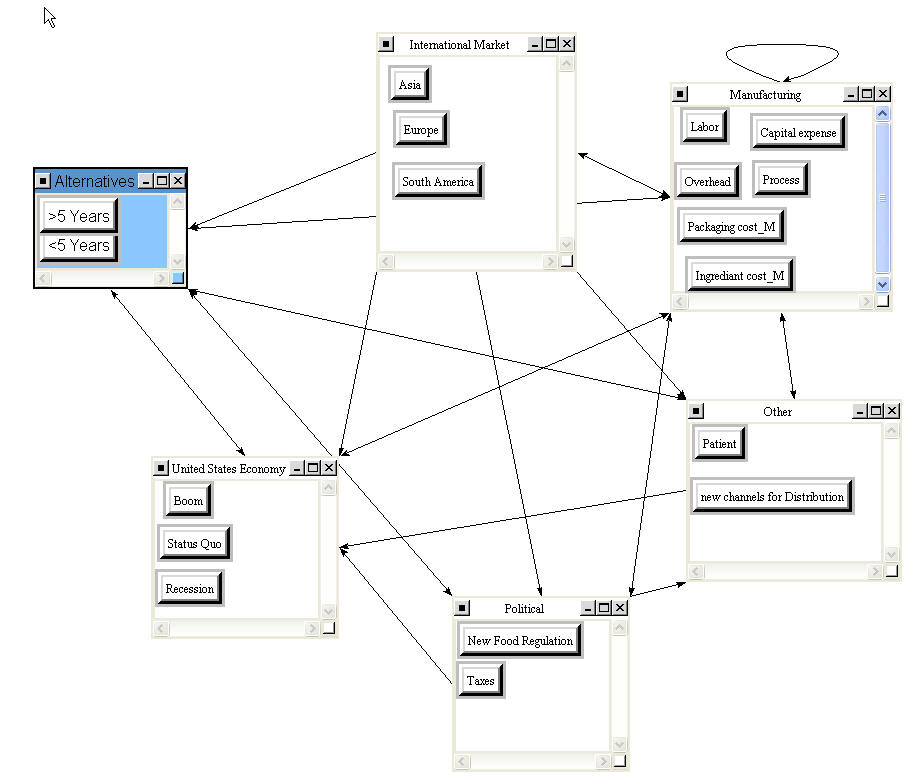 International Market
Asia
Europe
South America
Manufacturing
Labor
Capital expense
Overhead
Process
Packaging cost_M
Ingrediant cost_M
Alternatives
>5 Years
<5 Years
United States Economy
Boom
Status Quo
Recession
Other
Patient
new channels for Distribution
Political
New Food Regulation
Taxes